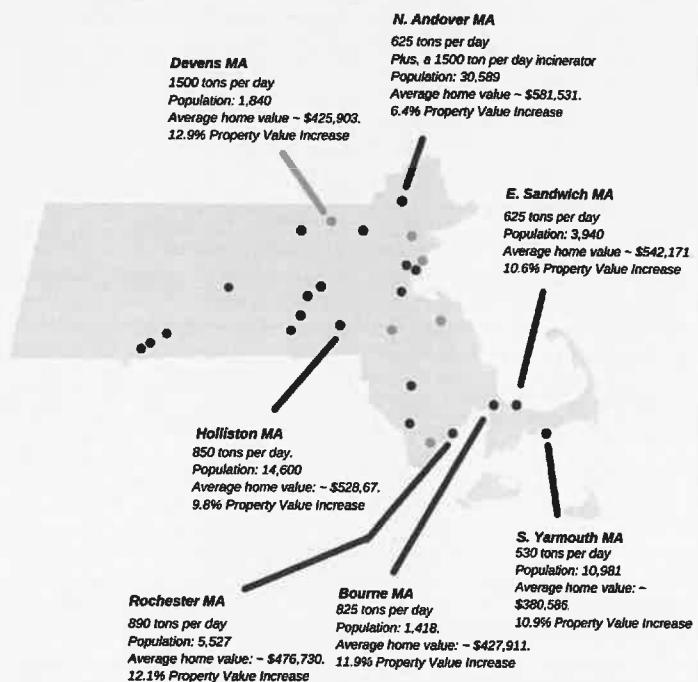 N. Andover MA
625 tons per day
Plus, a 1500 ton per day incinerator
Population: 30,589
Average home value ~ $581,531.
6.4% Property Value Increase
Devens MA
1500 tons per day
Population: 1,840
Average home value ~ $425,903.
12.9% Property Value Increase
E. Sandwich MA
625 tons per day
Population: 3,940
Average home value ~ $542,171
10.6% Property Value Increase
Holliston MA
850 tons per day.
Population: 14,600
Average home value: ~ $528,67.
9.8% Property Value Increase
S. Yarmouth MA
530 tons per day
Population: 10,981
Average home value: ~
$380,586.
10.9% Property Value Increase
Rochester MA
890 tons per day
Population: 5,527
Average home value: ~ $476,730.
12.1% Property Value Increase
Bourne MA
825 tons per day
Population: 1,418.
Average home value: ~ $427,911.
11.9% Property Value Increase